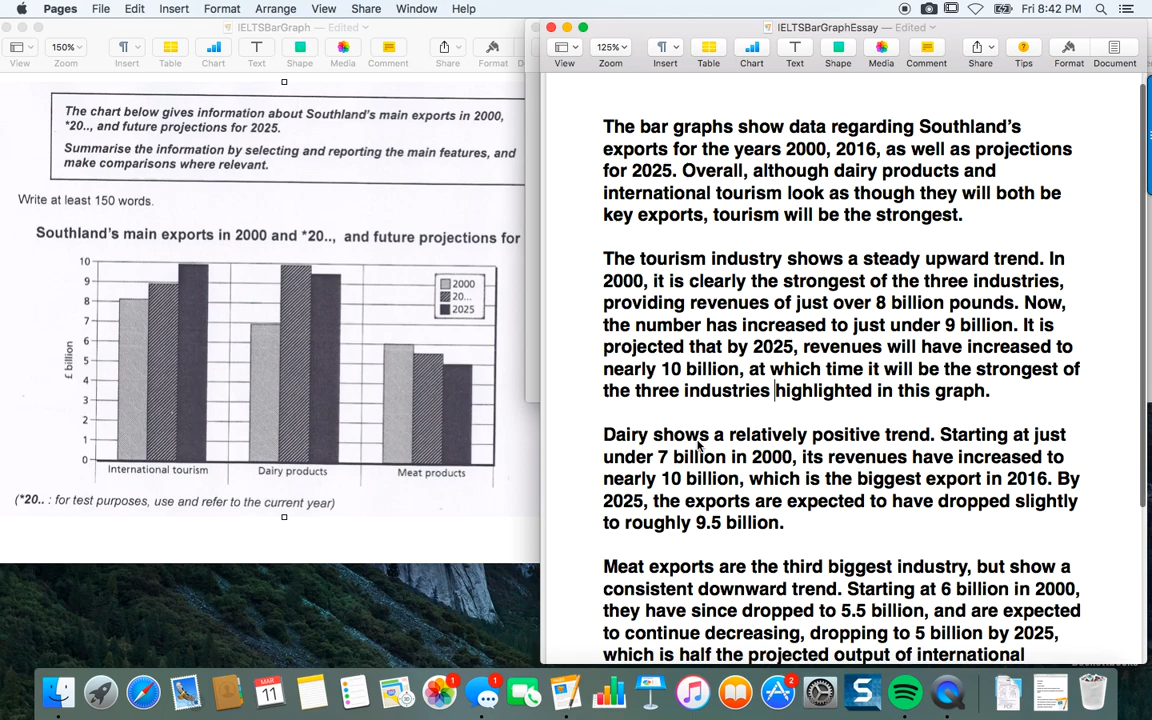 Pages File Edit Insert Format Arrange View Share Window Help Fri 8:42 PM
IELTSBarGraph — Edited
150%
View Zoom Insert Table Chart Text Shape Media Comment Share Format
The chart below gives information about Southland's main exports in 2000,
*20.., and future projections for 2025.
Summarise the information by selecting and reporting the main features, and
make comparisons where relevant.
Write at least 150 words.
Southland's main exports in 2000 and *20.., and future projections for
10
9
8
7
6
5
4
3
2
1
0
£ billion
2000
20...
2025
International tourism Dairy products Meat products
(*20.. : for test purposes, use and refer to the current year)
IELTSBarGraphEssay — Edited
125%
View Zoom Insert Table Chart Text Shape Media Comment Share Tips Format Document
The bar graphs show data regarding Southland's
exports for the years 2000, 2016, as well as projections
for 2025. Overall, although dairy products and
international tourism look as though they will both be
key exports, tourism will be the strongest.
The tourism industry shows a steady upward trend. In
2000, it is clearly the strongest of the three industries,
providing revenues of just over 8 billion pounds. Now,
the number has increased to just under 9 billion. It is
projected that by 2025, revenues will have increased to
nearly 10 billion, at which time it will be the strongest of
the three industries highlighted in this graph.
Dairy shows a relatively positive trend. Starting at just
under 7 billion in 2000, its revenues have increased to
nearly 10 billion, which is the biggest export in 2016. By
2025, the exports are expected to have dropped slightly
to roughly 9.5 billion.
Meat exports are the third biggest industry, but show a
consistent downward trend. Starting at 6 billion in 2000,
they have since dropped to 5.5 billion, and are expected
to continue decreasing, dropping to 5 billion by 2025,
which is half the projected output of international
MAR
11
1
1
2